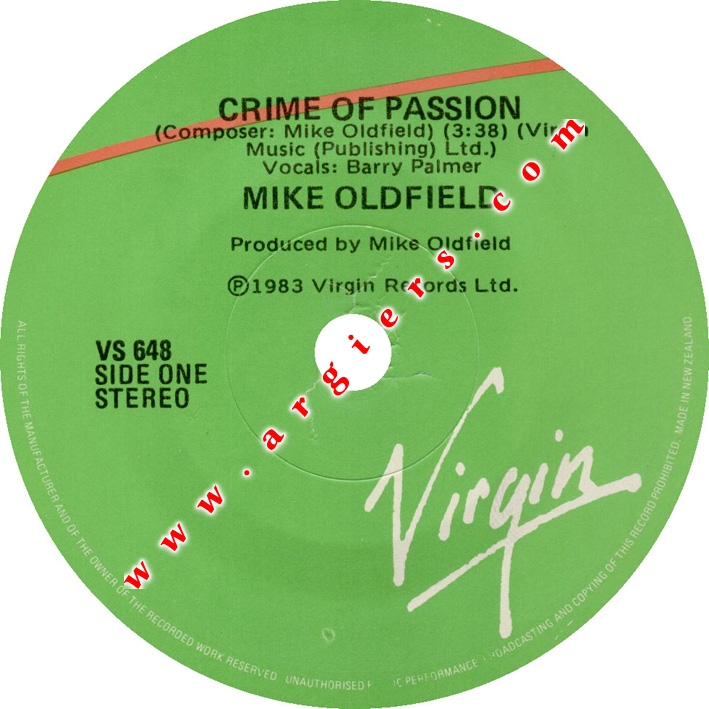 CRIME OF PASSION
(Composer: Mike Oldfield) (3:38) (Virgin
Music (Publishing) Ltd.)
Vocals: Barry Palmer
MIKE OLDFIELD
Produced by Mike Oldfield
Ⓟ1983 Virgin Records Ltd.
VS 648
SIDE ONE
STEREO
Virgin
www.argiers.com
ALL RIGHTS OF THE MANUFACTURER AND OF THE OWNER OF THE RECORDED WORK RESERVED UNAUTHORISED PERFORMANCE BROADCASTING AND COPYING OF THIS RECORD PROHIBITED. MADE IN NEW ZEALAND